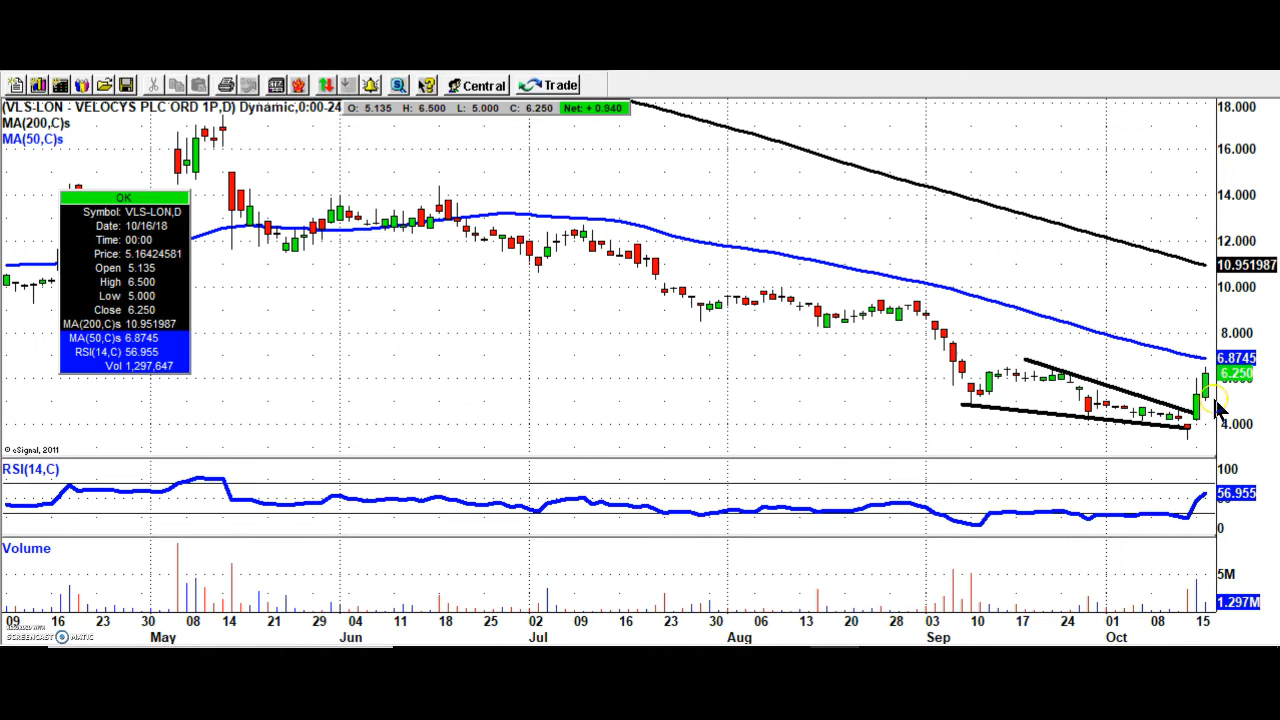 Central Trade
(VLS-LON - VELOCYS PLC ORD 1P,D) Dynamic,0:00-24 O: 5.135 H: 6.500 L: 5.000 C: 6.250 Net: + 0.940
MA(200,C)s
MA(50,C)s
OK
Symbol: VLS-LON,D
Date: 10/16/18
Time: 00:00
Price: 5.16424581
Open 5.135
High 6.500
Low 5.000
Close 6.250
MA(200,C)s 10.951987
MA(50,C)s 6.8745
RSI(14,C) 56.955
Vol 1,297,647
18.000
16.000
14.000
12.000
10.951987
10.000
8.000
6.8745
6.250
4.000
© eSignal, 2011
RSI(14,C)
100
56.955
0
Volume
5M
1.297M
09 16 23 30 14 21 29 11 18 25 02 09 16 23 30 06 13 21 28 03 10 17 24 01 08 15
May Jun Jul Aug Sep Oct
RECORDED WITH
SCREENCAST MATIC